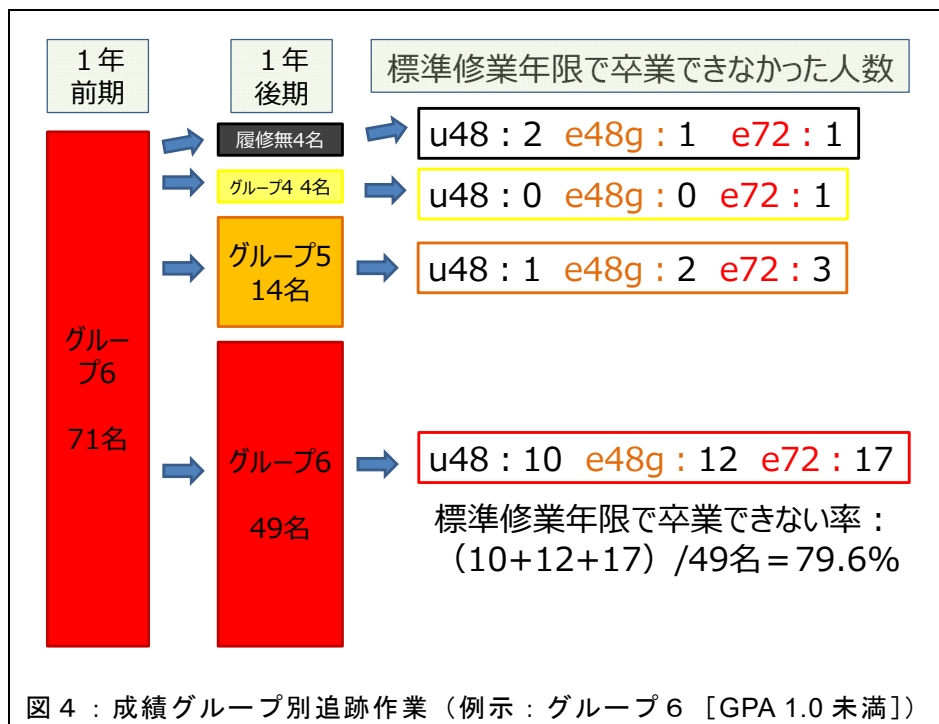 1年
前期
1年
後期
標準修業年限で卒業できなかった人数
履修無4名
u48：2 e48g：1 e72：1
グループ4 4名
u48：0 e48g：0 e72：1
グループ5
14名
u48：1 e48g：2 e72：3
グルー
プ6
71名
グループ6
49名
u48：10 e48g：12 e72：17
標準修業年限で卒業できない率：
（10+12+17）/49名＝79.6%
図4：成績グループ別追跡作業（例示：グループ6［GPA 1.0未満］）